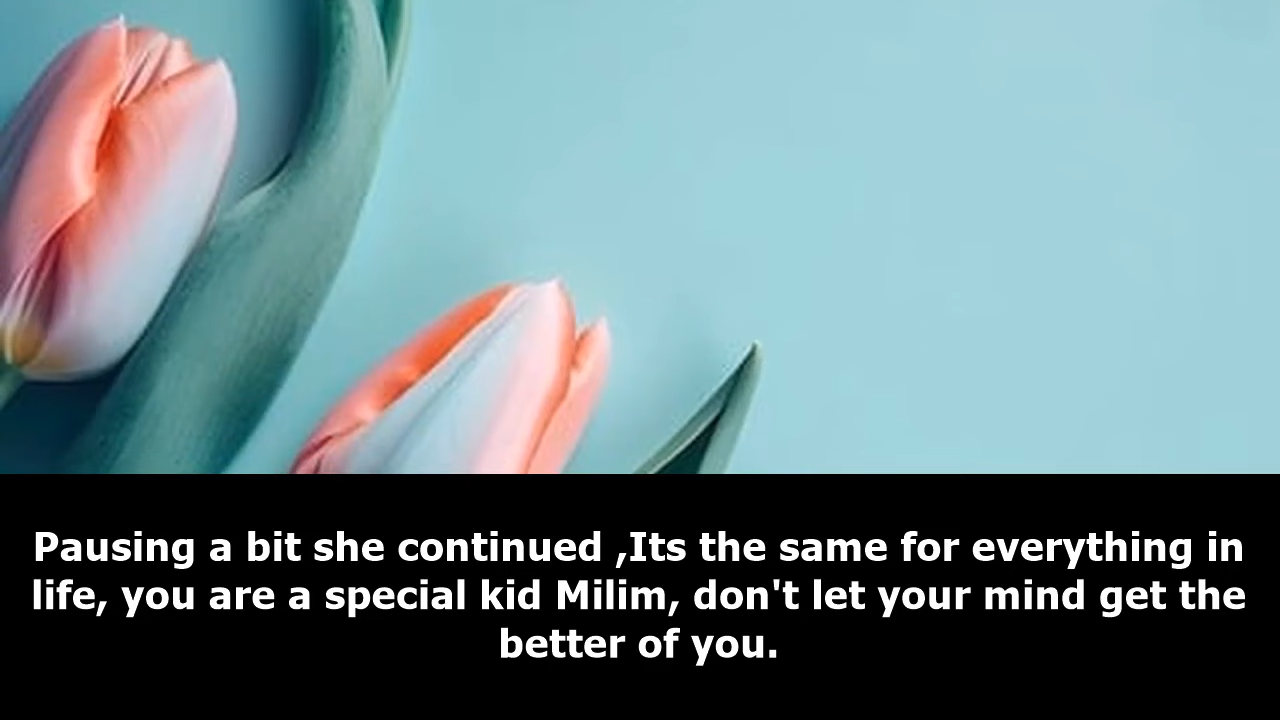 Pausing a bit she continued ,Its the same for everything in
life, you are a special kid Milim, don't let your mind get the
better of you.